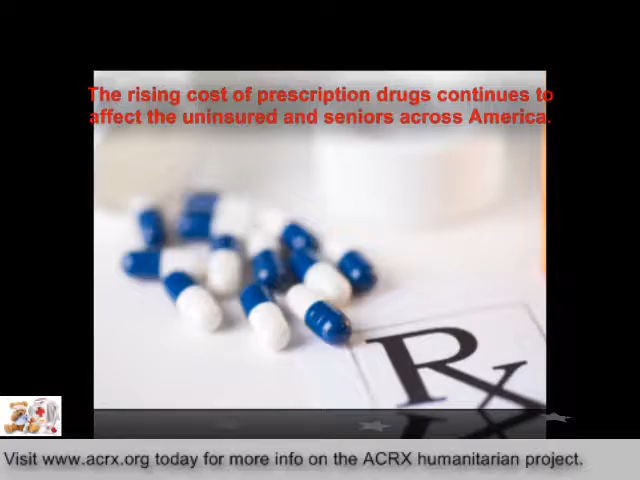 The rising cost of prescription drugs continues to
affect the uninsured and seniors across America.
Rx
Visit www.acrx.org today for more info on the ACRX humanitarian project.